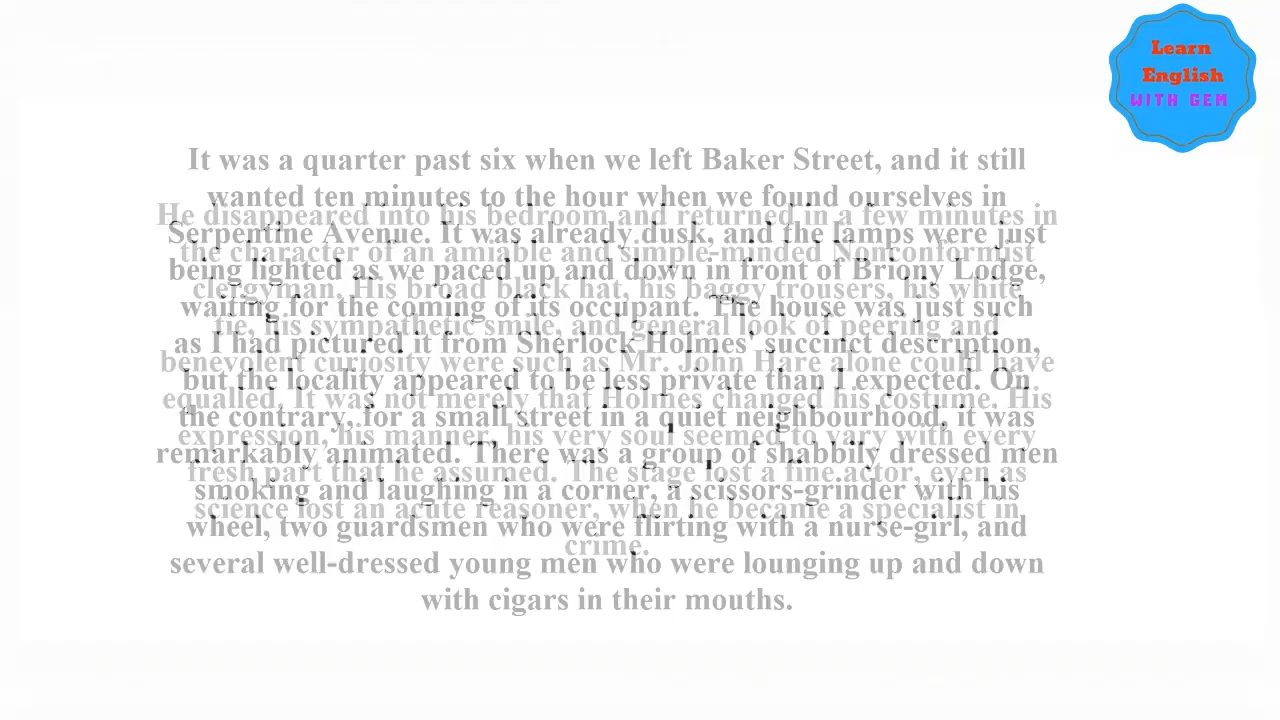 Learn
English
WITH GEM
It was a quarter past six when we left Baker Street, and it still
wanted ten minutes to the hour when we found ourselves in
Serpentine Avenue. It was already dusk, and the lamps were just
being lighted as we paced up and down in front of Briony Lodge,
waiting for the coming of its occupant. The house was just such
as I had pictured it from Sherlock Holmes' succinct description,
but the locality appeared to be less private than I expected. On
the contrary, for a small street in a quiet neighbourhood, it was
remarkably animated. There was a group of shabbily dressed men
smoking and laughing in a corner, a scissors-grinder with his
wheel, two guardsmen who were flirting with a nurse-girl, and
several well-dressed young men who were lounging up and down
with cigars in their mouths.
He disappeared into his bedroom and returned in a few minutes in
the character of an amiable and simple-minded Nonconformist
clergyman. His broad black hat, his baggy trousers, his white
tie, his sympathetic smile, and general look of peering and
benevolent curiosity were such as Mr. John Hare alone could have
equalled. It was not merely that Holmes changed his costume. His
expression, his manner, his very soul seemed to vary with every
fresh part that he assumed. The stage lost a fine actor, even as
science lost an acute reasoner, when he became a specialist in
crime.